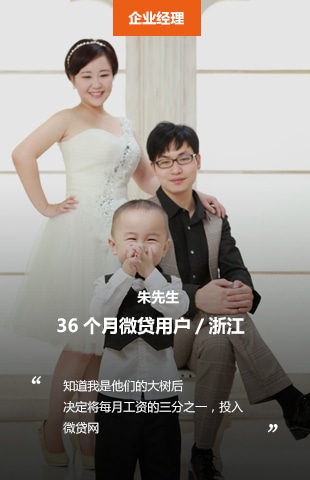 企业经理
朱先生
36 个月微贷用户 / 浙江
“
知道我是他们的大树后
决定将每月工资的三分之一，投入
微贷网
”